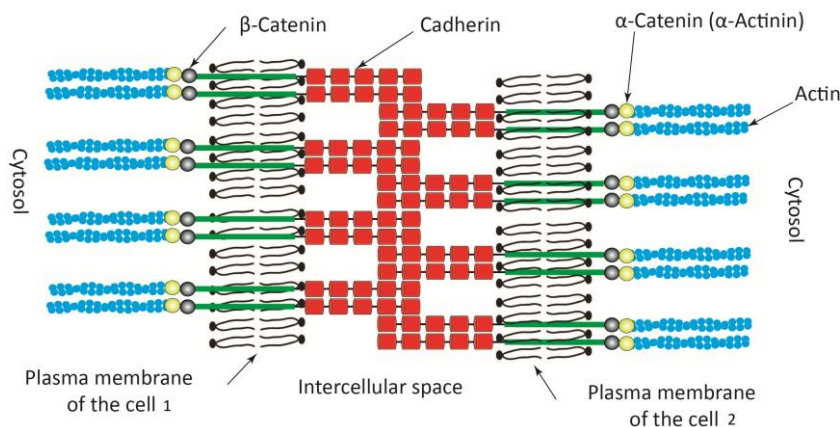 β-Catenin
Cadherin
α-Catenin (α-Actinin)
Actin
Cytosol
Cytosol
Plasma membrane
of the cell 1
Intercellular space
Plasma membrane
of the cell 2